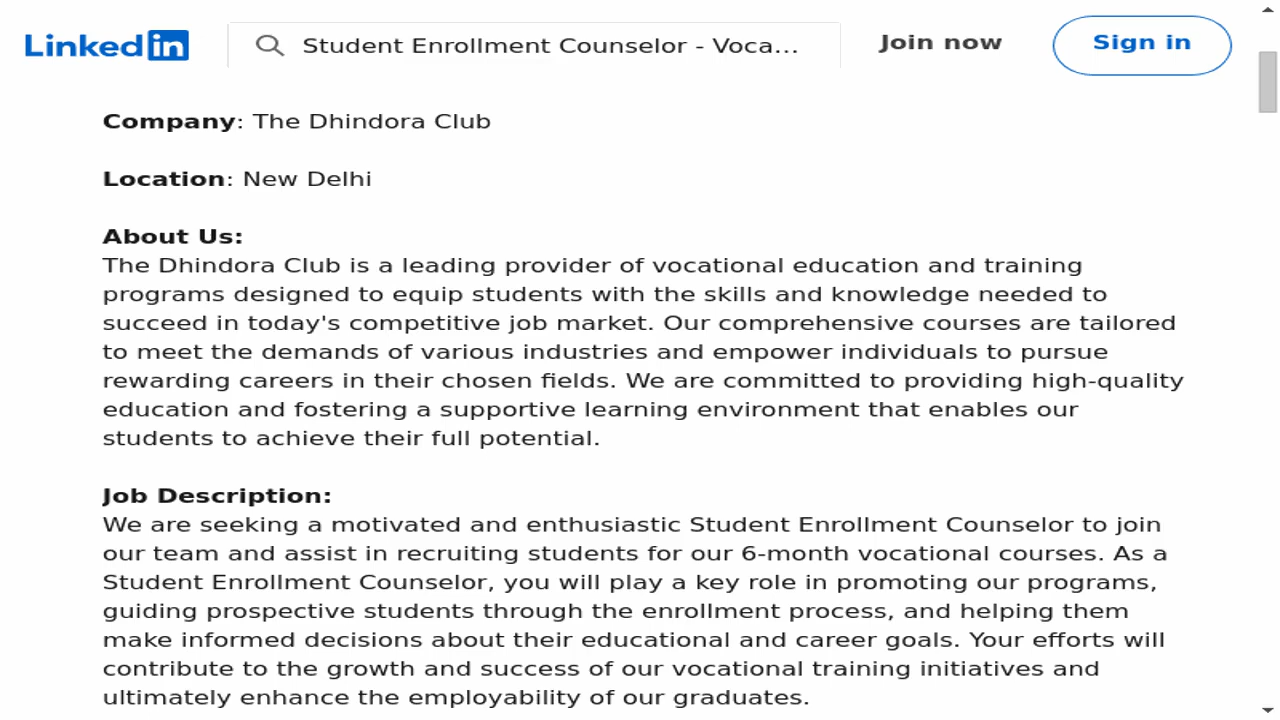 Linked in
Student Enrollment Counselor - Voca...
Join now
Sign in
Company: The Dhindora Club
Location: New Delhi
About Us:
The Dhindora Club is a leading provider of vocational education and training
programs designed to equip students with the skills and knowledge needed to
succeed in today's competitive job market. Our comprehensive courses are tailored
to meet the demands of various industries and empower individuals to pursue
rewarding careers in their chosen fields. We are committed to providing high-quality
education and fostering a supportive learning environment that enables our
students to achieve their full potential.
Job Description:
We are seeking a motivated and enthusiastic Student Enrollment Counselor to join
our team and assist in recruiting students for our 6-month vocational courses. As a
Student Enrollment Counselor, you will play a key role in promoting our programs,
guiding prospective students through the enrollment process, and helping them
make informed decisions about their educational and career goals. Your efforts will
contribute to the growth and success of our vocational training initiatives and
ultimately enhance the employability of our graduates.